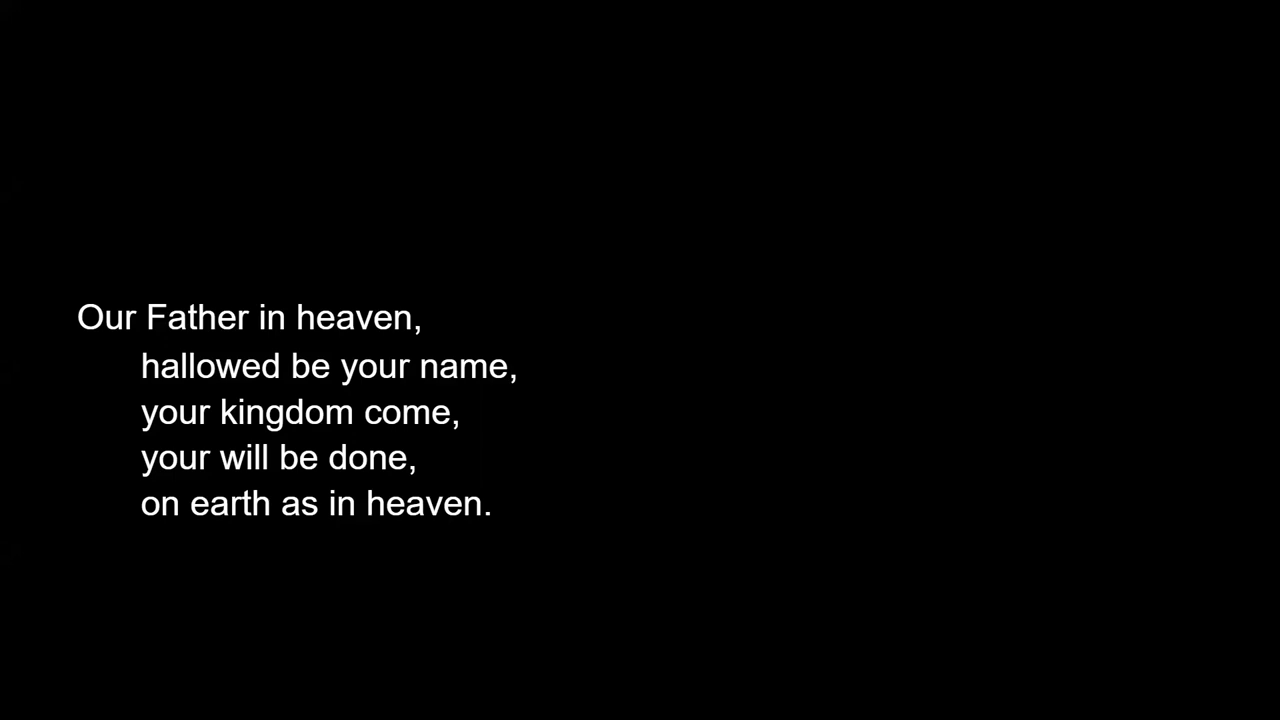 Our Father in heaven,
hallowed be your name,
your kingdom come,
your will be done,
on earth as in heaven.